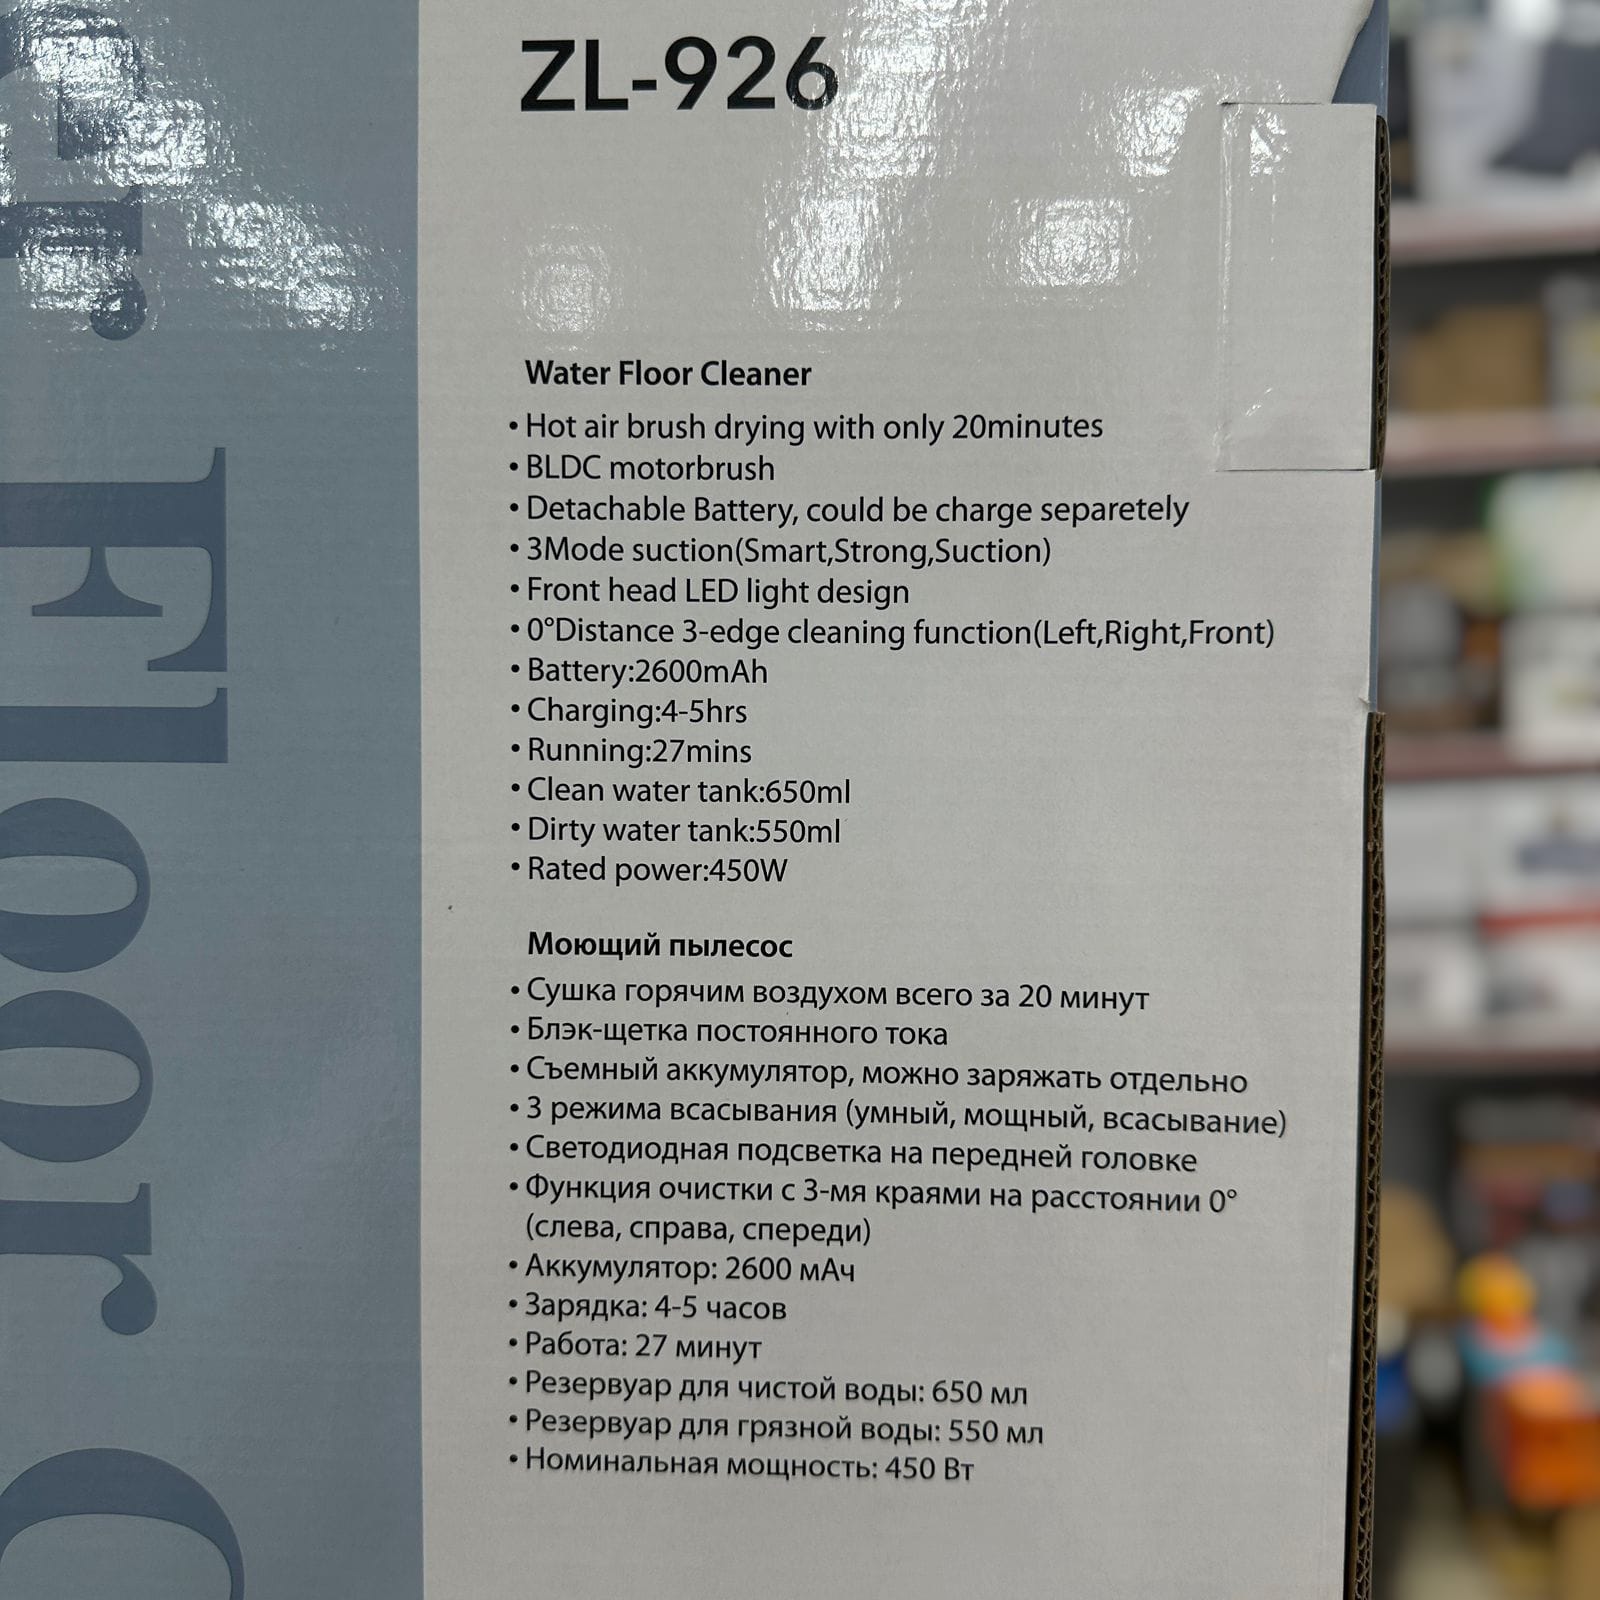 ZL-926
Water Floor Cleaner
• Hot air brush drying with only 20minutes
• BLDC motorbrush
• Detachable Battery, could be charge separetely
• 3Mode suction(Smart,Strong,Suction)
• Front head LED light design
• 0°Distance 3-edge cleaning function(Left,Right,Front)
• Battery:2600mAh
• Charging:4-5hrs
• Running:27mins
• Clean water tank:650ml
• Dirty water tank:550ml
• Rated power:450W
Моющий пылесос
• Сушка горячим воздухом всего за 20 минут
• Блэк-щетка постоянного тока
• Съемный аккумулятор, можно заряжать отдельно
• 3 режима всасывания (умный, мощный, всасывание)
• Светодиодная подсветка на передней головке
• Функция очистки с 3-мя краями на расстоянии 0°
(слева, справа, спереди)
• Аккумулятор: 2600 мАч
• Зарядка: 4-5 часов
• Работа: 27 минут
• Резервуар для чистой воды: 650 мл
• Резервуар для грязной воды: 550 мл
• Номинальная мощность: 450 Вт
Floor